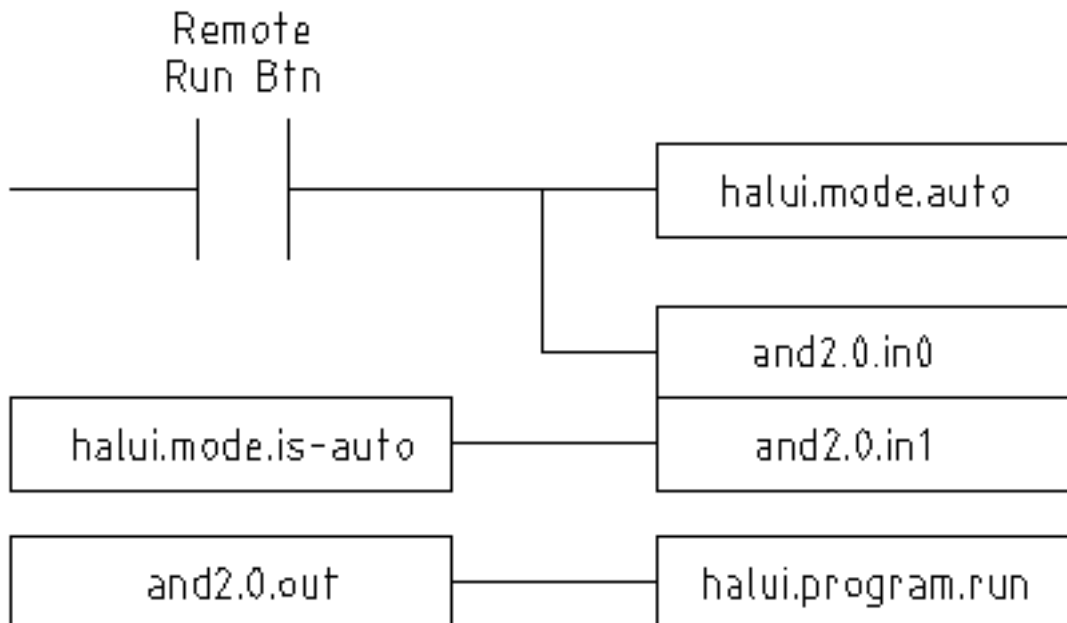 Remote
Run Btn
halui.mode.auto
and2.0.in0
halui.mode.is-auto
and2.0.in1
and2.0.out
halui.program.run